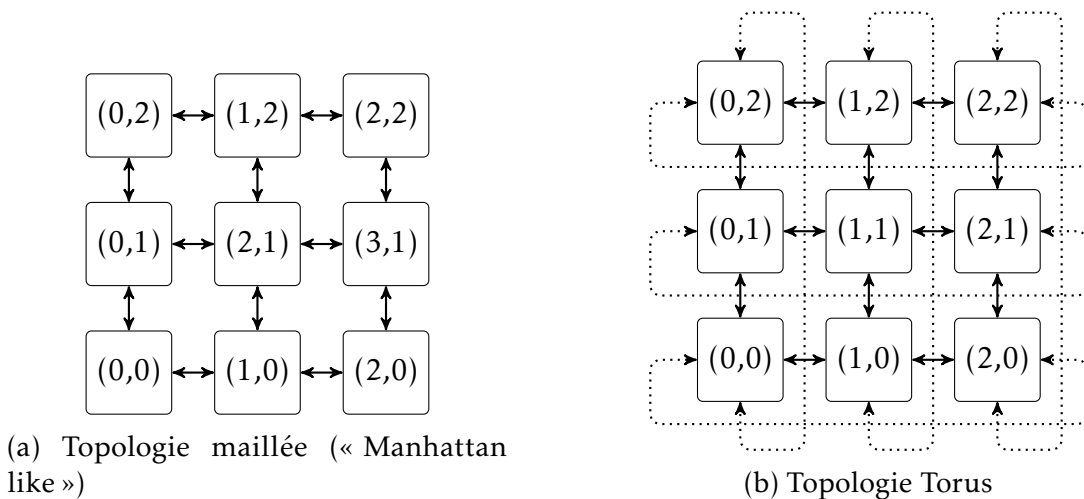 (0,2) (1,2) (2,2)
(0,1) (2,1) (3,1)
(0,0) (1,0) (2,0)
(a) Topologie maillée (« Manhattan
like »)
(0,2) (1,2) (2,2)
(0,1) (1,1) (2,1)
(0,0) (1,0) (2,0)
(b) Topologie Torus